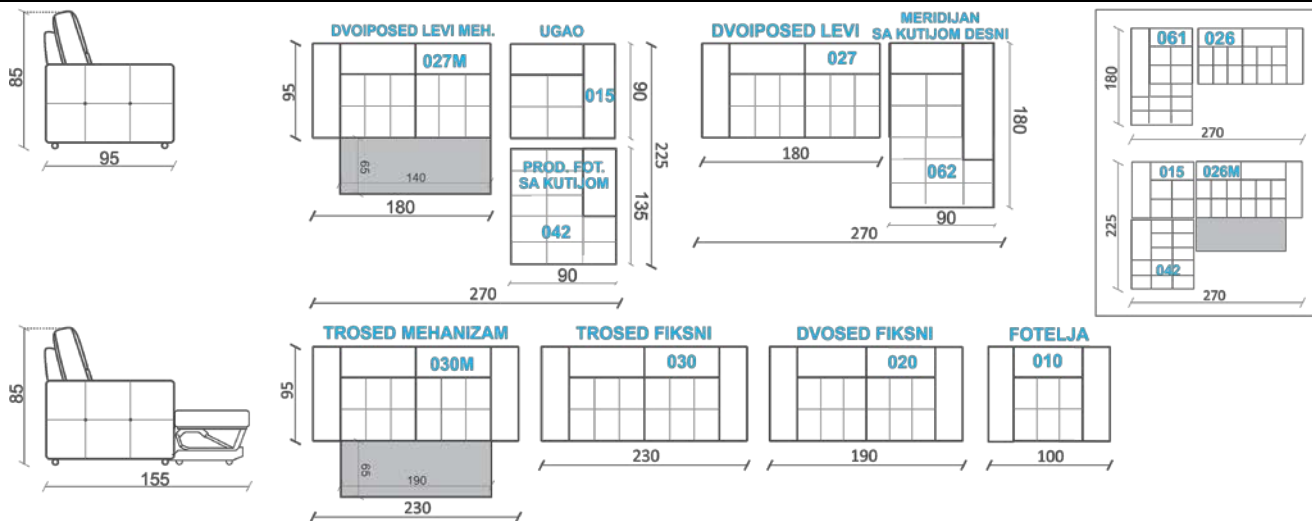 85
95
DVOIPOSED LEVI MEH.
027M
95
65
140
180
UGAO
015
90
PROD. FOT.
SA KUTIJOM
042
135
225
90
270
DVOIPOSED LEVI
027
180
MERIDIJAN
SA KUTIJOM DESNI
062
180
90
270
061
026
180
270
015
026M
225
042
270
85
155
TROSED MEHANIZAM
030M
95
65
190
230
TROSED FIKSNI
030
230
DVOSED FIKSNI
020
190
FOTELJA
010
100